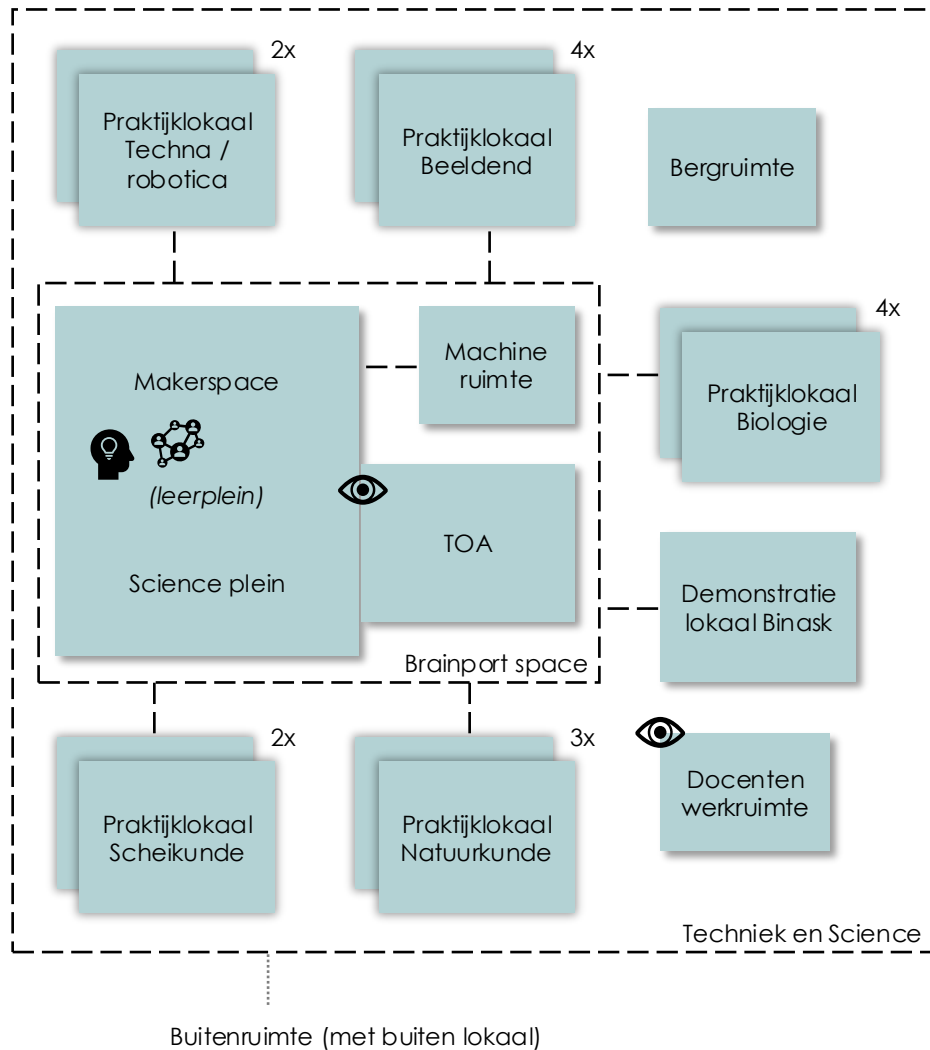 2x
Praktijklokaal
Techna /
robotica
4x
Praktijklokaal
Beeldend
Bergruimte
Makerspace
(leerplein)
Science plein
Machine
ruimte
TOA
Brainport space
4x
Praktijklokaal
Biologie
Demonstratie
lokaal Binask
2x
Praktijklokaal
Scheikunde
3x
Praktijklokaal
Natuurkunde
Docenten
werkruimte
Techniek en Science
Buitenruimte (met buiten lokaal)